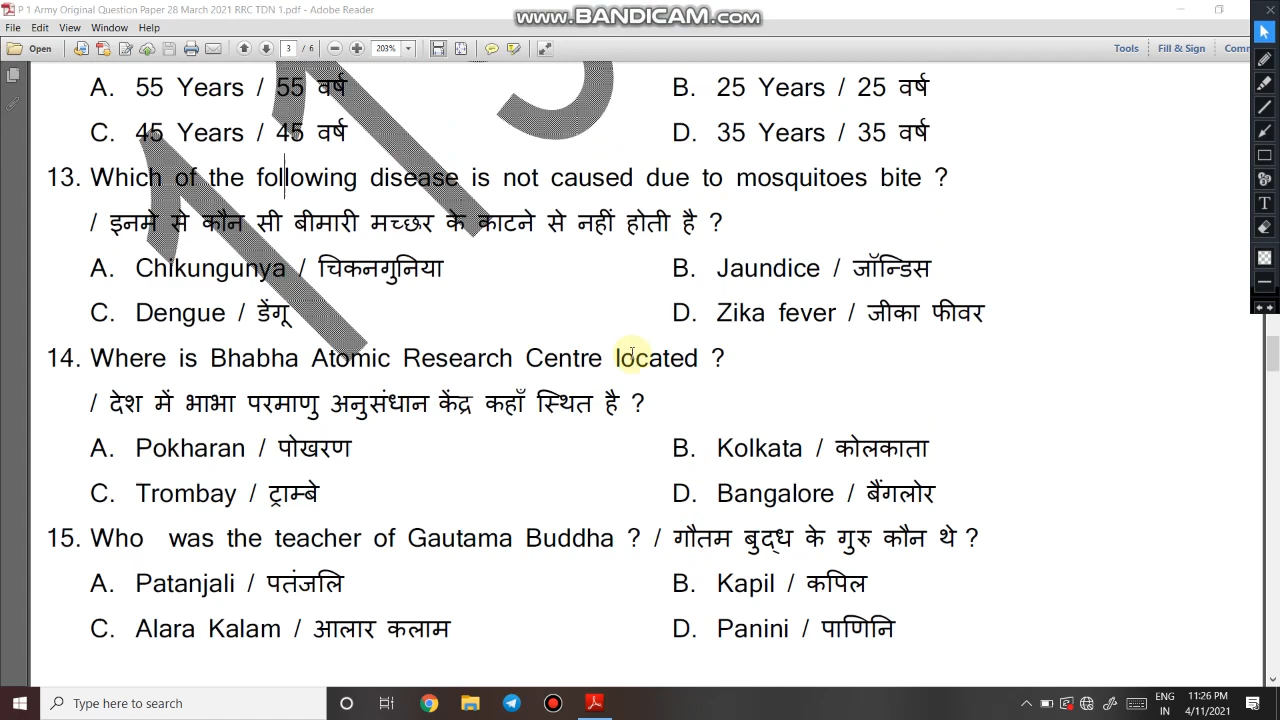 P 1 Army Original Question Paper 28 March 2021 RRC TDN 1.pdf - Adobe Reader
www.BANDICAM.com
File Edit View Window Help
Open 3 / 6 203% Tools Fill & Sign Comm
A. 55 Years / 55 वर्ष B. 25 Years / 25 वर्ष
C. 45 Years / 45 वर्ष D. 35 Years / 35 वर्ष
13. Which of the following disease is not caused due to mosquitoes bite ?
/ इनमे से कौन सी बीमारी मच्छर के काटने से नहीं होती है ?
A. Chikungunya / चिकनगुनिया B. Jaundice / जॉन्डिस
C. Dengue / डेंगू D. Zika fever / जीका फीवर
14. Where is Bhabha Atomic Research Centre located ?
/ देश में भाभा परमाणु अनुसंधान केंद्र कहाँ स्थित है ?
A. Pokharan / पोखरण B. Kolkata / कोलकाता
C. Trombay / ट्राम्बे D. Bangalore / बैंगलोर
15. Who was the teacher of Gautama Buddha ? / गौतम बुद्ध के गुरु कौन थे ?
A. Patanjali / पतंजलि B. Kapil / कपिल
C. Alara Kalam / आलार कलाम D. Panini / पाणिनि
Type here to search
ENG 11:26 PM
IN 4/11/2021